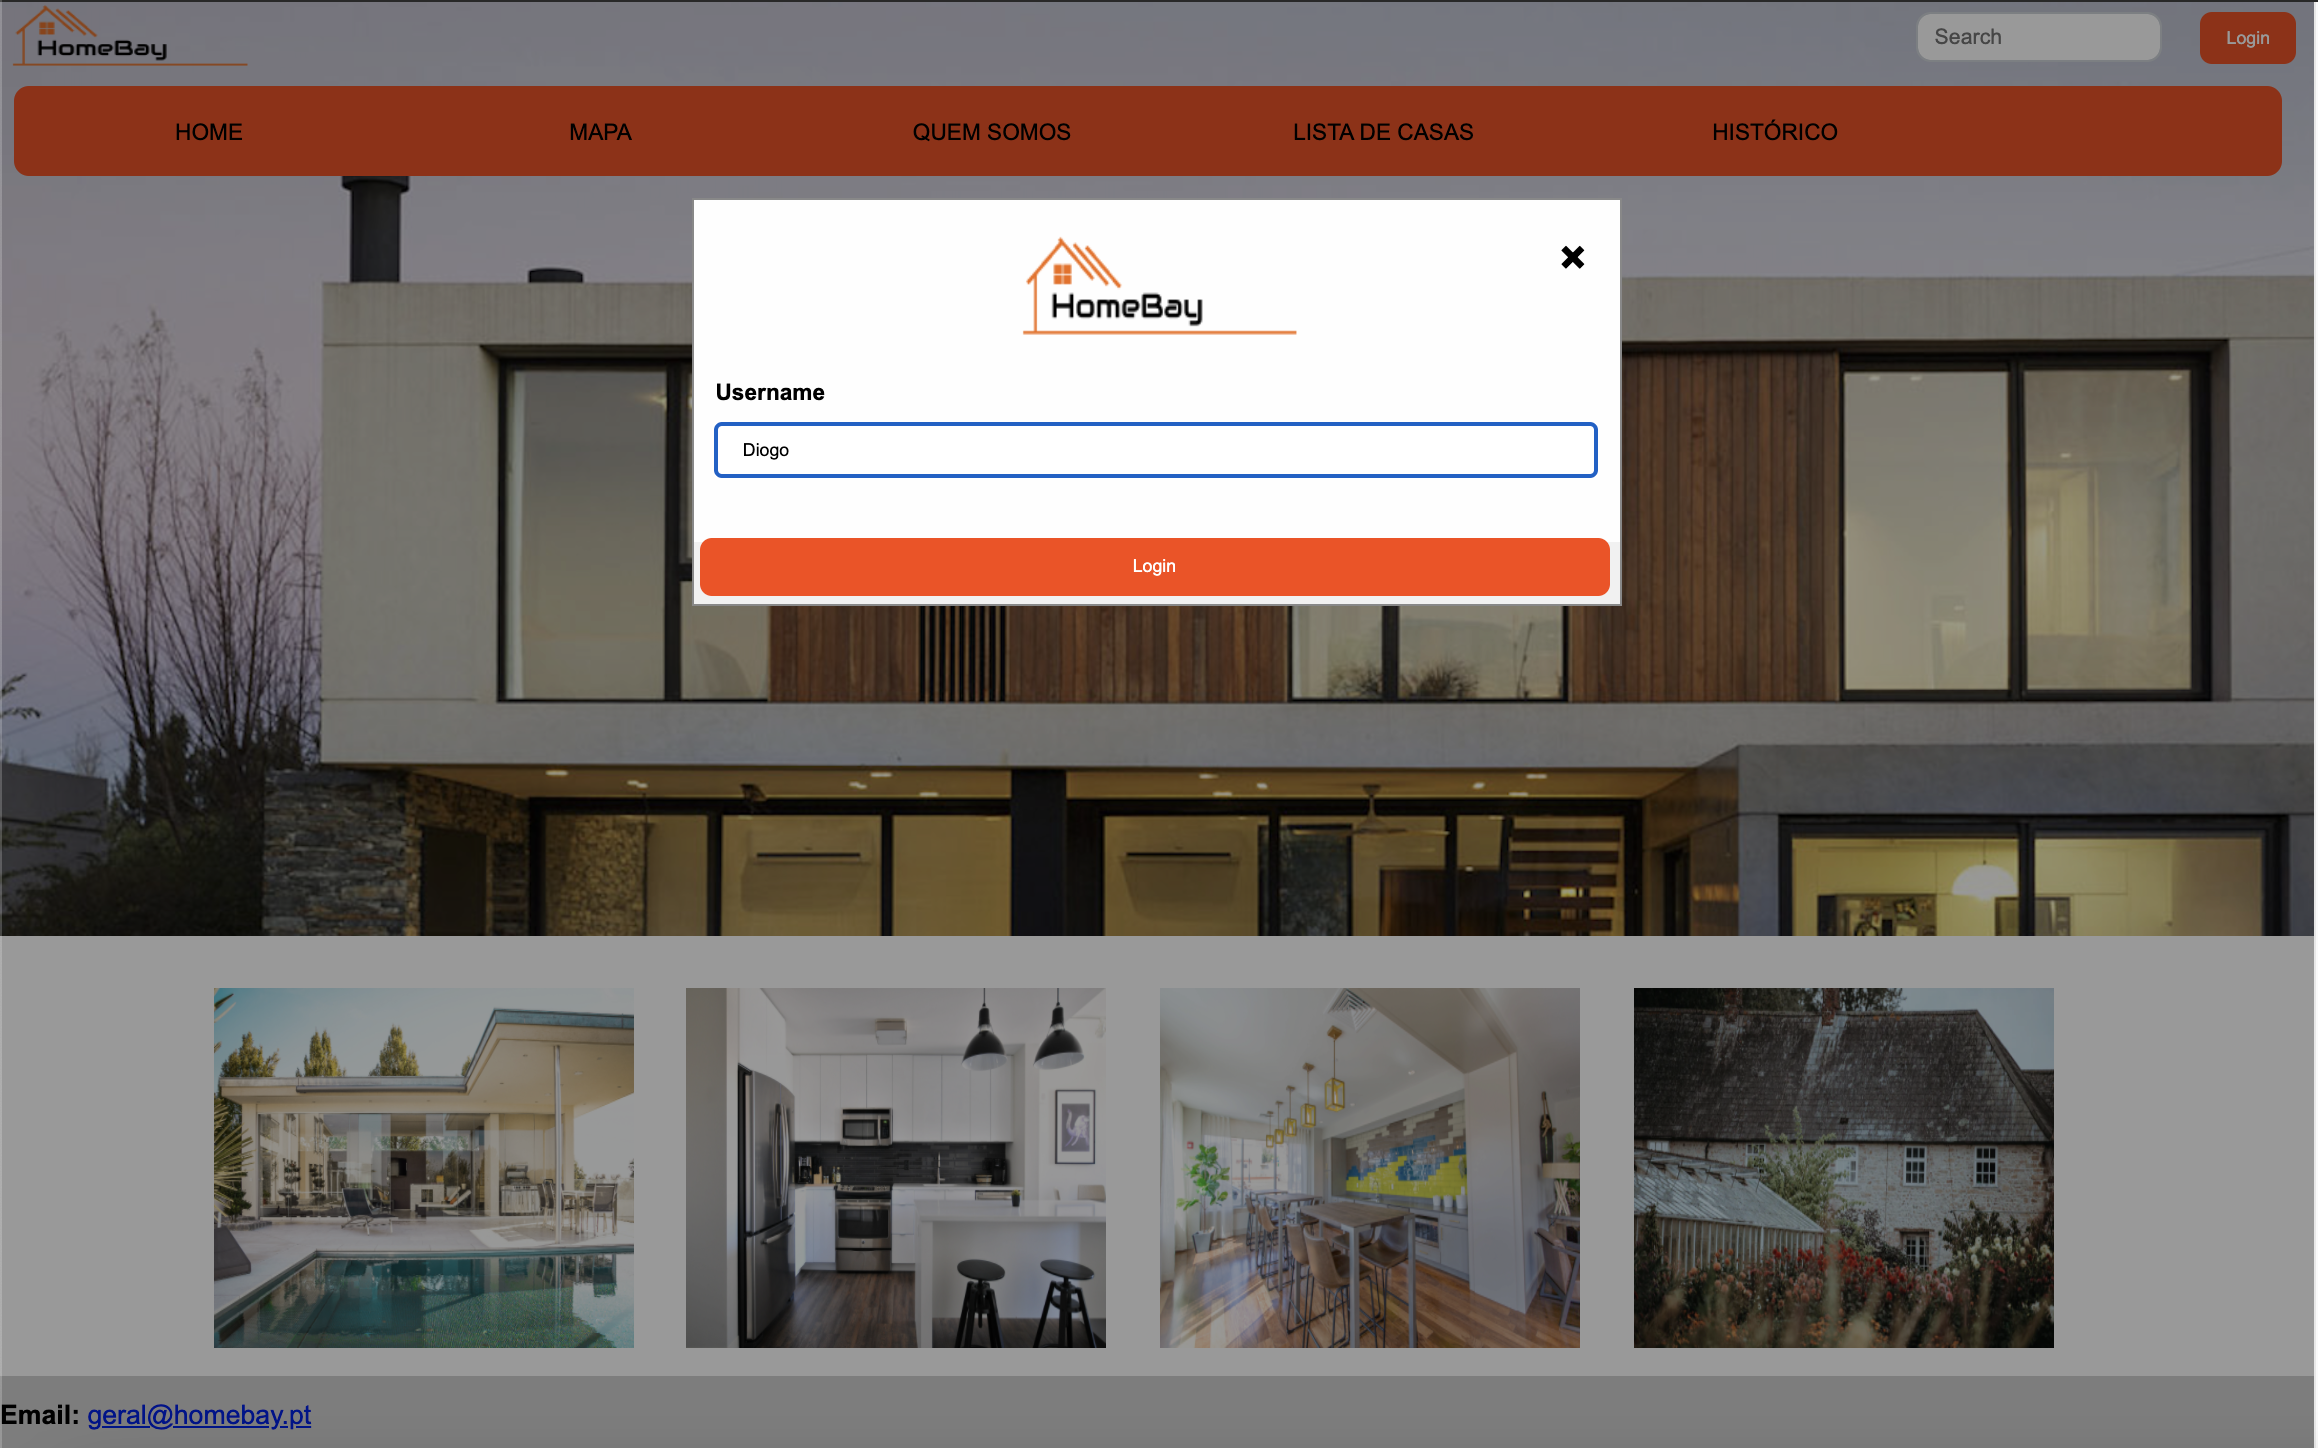 HomeBay
Search
Login
HOME
MAPA
QUEM SOMOS
LISTA DE CASAS
HISTÓRICO
HomeBay
Username
Diogo
Login
Email: geral@homebay.pt